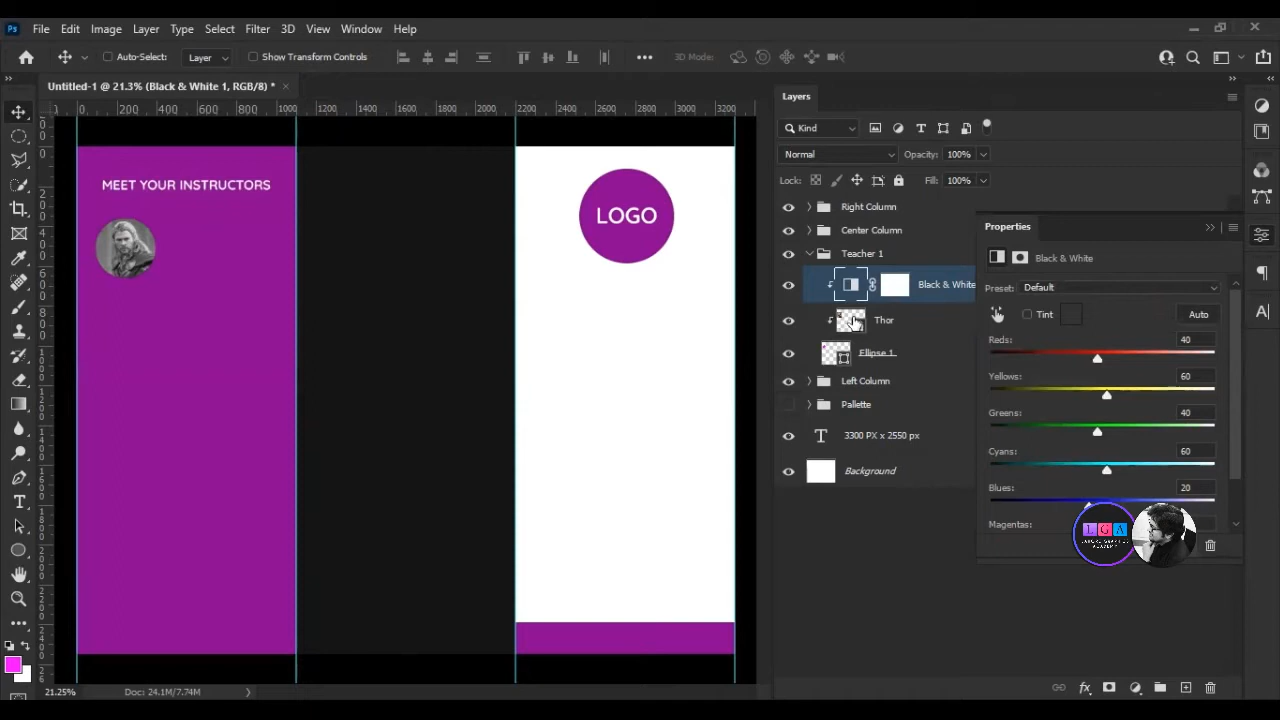 Ps File Edit Image Layer Type Select Filter 3D View Window Help
Auto-Select: Layer Show Transform Controls 3D Mode:
Untitled-1 @ 21.3% (Black & White 1, RGB/8) *
Layers
0 200 400 600 800 1000 1200 1400 1600 1800 2000 2200 2400 2600 2800 3000 3200
Kind
Normal Opacity: 100%
Lock: Fill: 100%
MEET YOUR INSTRUCTORS
LOGO
Right Column
Center Column
Teacher 1
Black & White
Thor
Ellipse 1
Left Column
Pallette
3300 PX x 2550 px
Background
Properties
Black & White
Preset: Default
Tint Auto
Reds: 40
Yellows: 60
Greens: 40
Cyans: 60
Blues: 20
Magentas:
LGA
21.25% Doc: 24.1M/7.74M